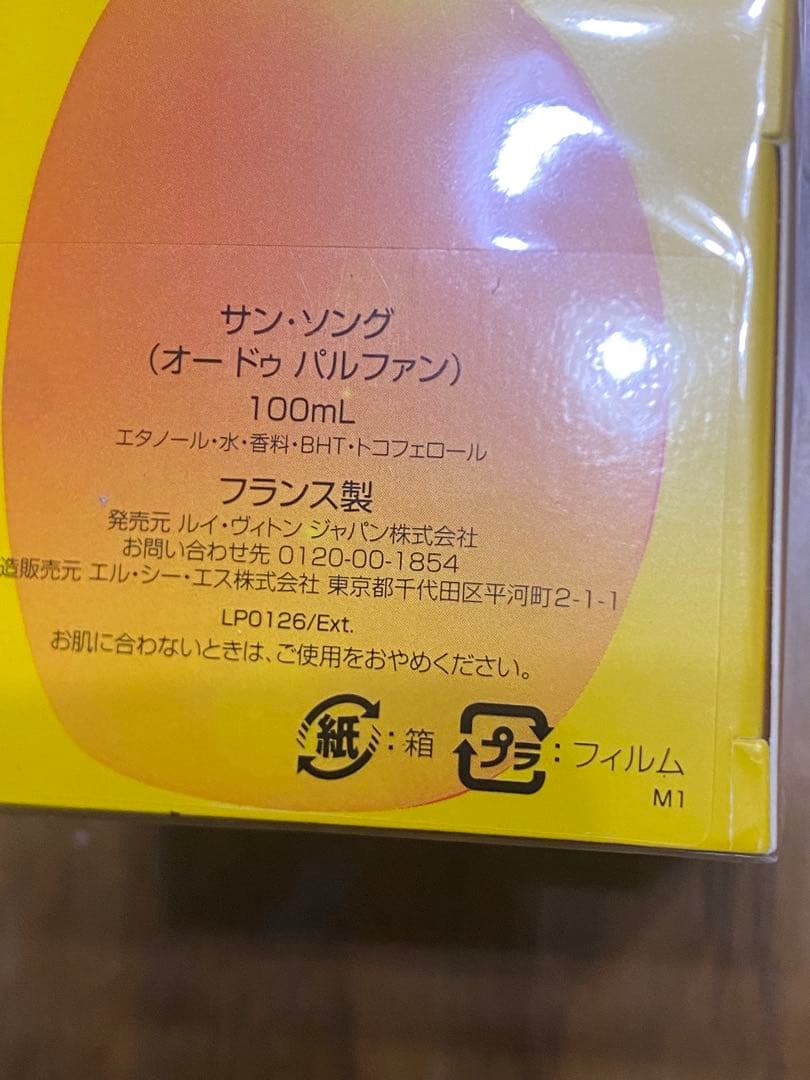 サン・ソング
(オー ドゥ パルファン)
100mL
エタノール・水・香料・BHT・トコフェロール
フランス製
発売元 ルイ・ヴィトン ジャパン株式会社
お問い合わせ先 0120-00-1854
造販売元 エル・シー・エス株式会社 東京都千代田区平河町2-1-1
LP0126/Ext.
お肌に合わないときは、ご使用をおやめください。
紙:箱 プラ:フィルム
M1